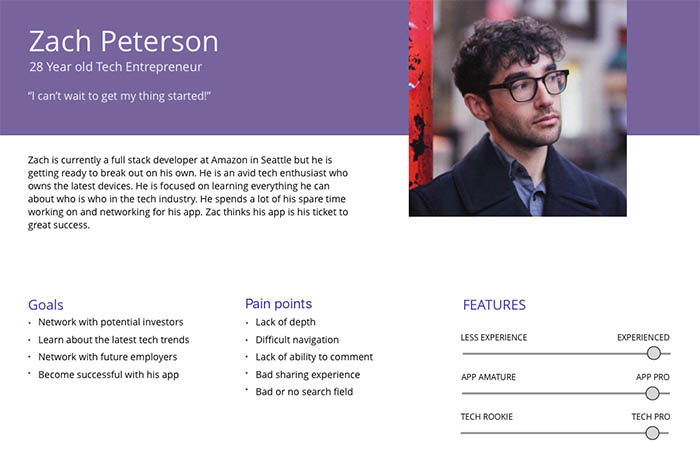 Zach Peterson
28 Year old Tech Entrepreneur
“I can’t wait to get my thing started!”
Zach is currently a full stack developer at Amazon in Seattle but he is
getting ready to break out on his own. He is an avid tech enthusiast who
owns the latest devices. He is focused on learning everything he can
about who is who in the tech industry. He spends a lot of his spare time
working on and networking for his app. Zac thinks his app is his ticket to
great success.
Goals
• Network with potential investors
• Learn about the latest tech trends
• Network with future employers
• Become successful with his app
Pain points
• Lack of depth
• Difficult navigation
• Lack of ability to comment
• Bad sharing experience
• Bad or no search field
FEATURES
LESS EXPERIENCE EXPERIENCED
APP AMATURE APP PRO
TECH ROOKIE TECH PRO